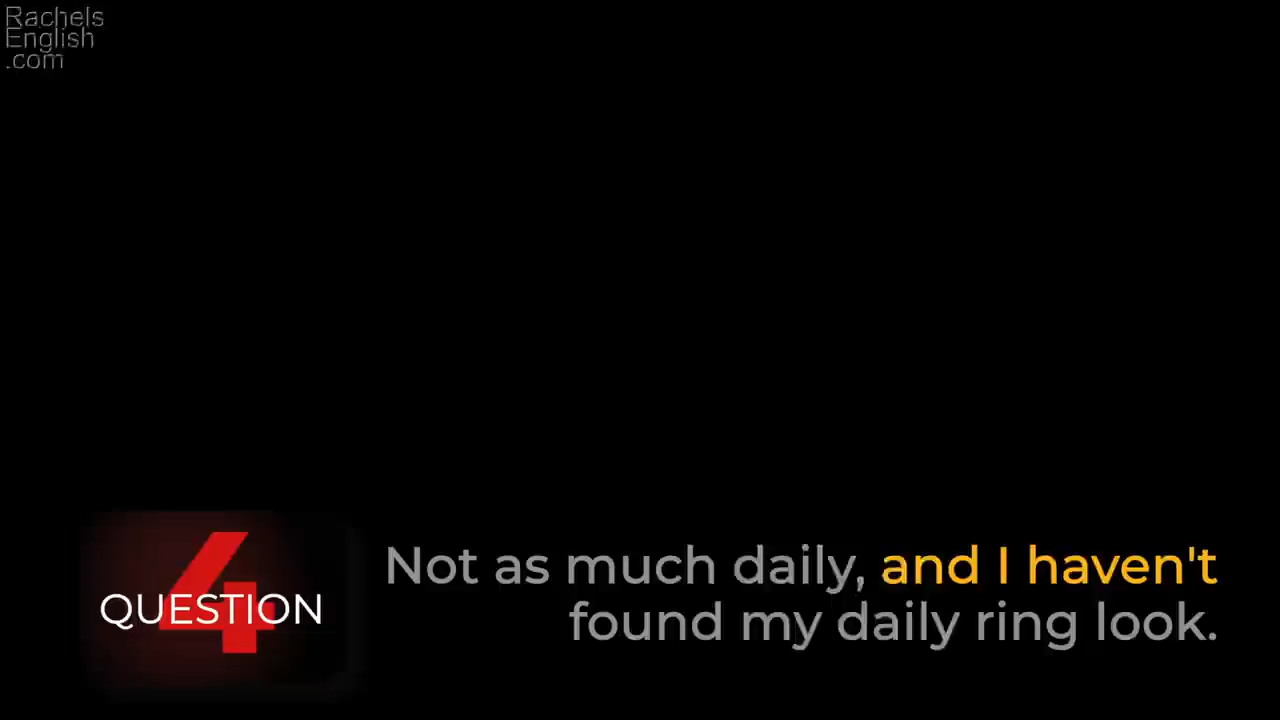 Rachels
English
.com
4
QUESTION
Not as much daily, and I haven't
found my daily ring look.